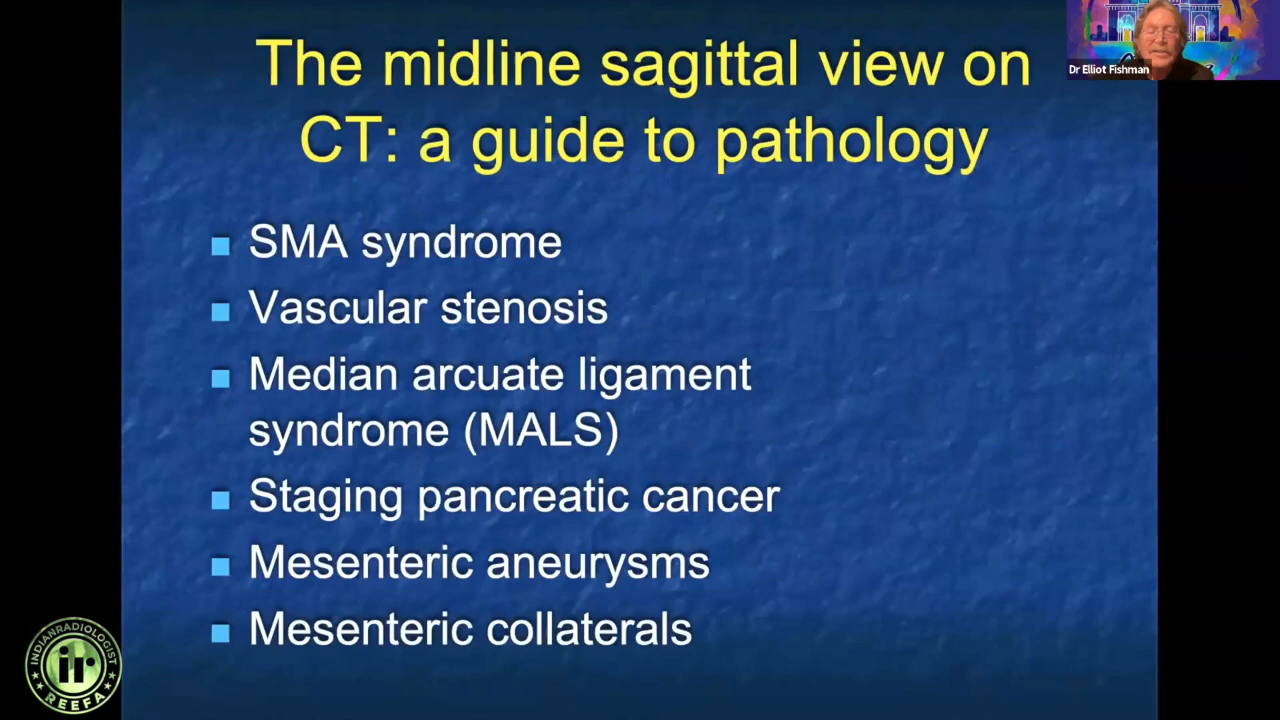 The midline sagittal view on
CT: a guide to pathology
SMA syndrome
Vascular stenosis
Median arcuate ligament
syndrome (MALS)
Staging pancreatic cancer
Mesenteric aneurysms
Mesenteric collaterals
Dr Elliot Fishman
INDIANRADIOLOGIST
ir
REEFA